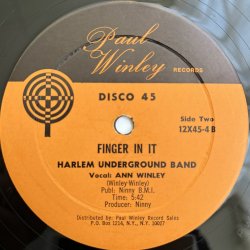 Paul
Winley
RECORDS
DISCO 45
Side Two
12X45-4 B
FINGER IN IT
HARLEM UNDERGROUND BAND
Vocal: ANN WINLEY
(Winley-Winley)
Publ: Ninny B.M.I.
Time: 5:42
Producer: Ninny
Distributed by: Paul Winley Record Sales
P.O. Box 1214, N.Y., N.Y. 10027